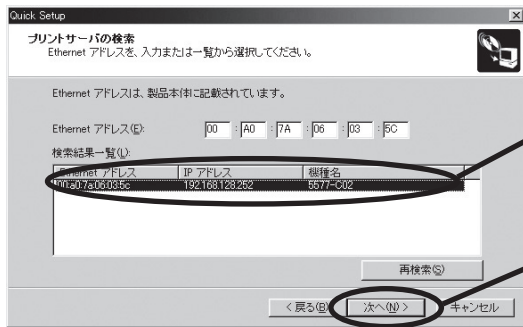 Quick Setup
プリントサーバの検索
Ethernet アドレスを、入力または一覧から選択してください。
Ethernet アドレスは、製品本体に記載されています。
Ethernet アドレス(E): 00 : A0 : 7A : 06 : 03 : 5C
検索結果一覧(L):
Ethernet アドレス IP アドレス 機種名
00:a0:7a:06:03:5c 192.168.128.252 5577-C02
再検索(S)
< 戻る(B) 次へ(N) > キャンセル